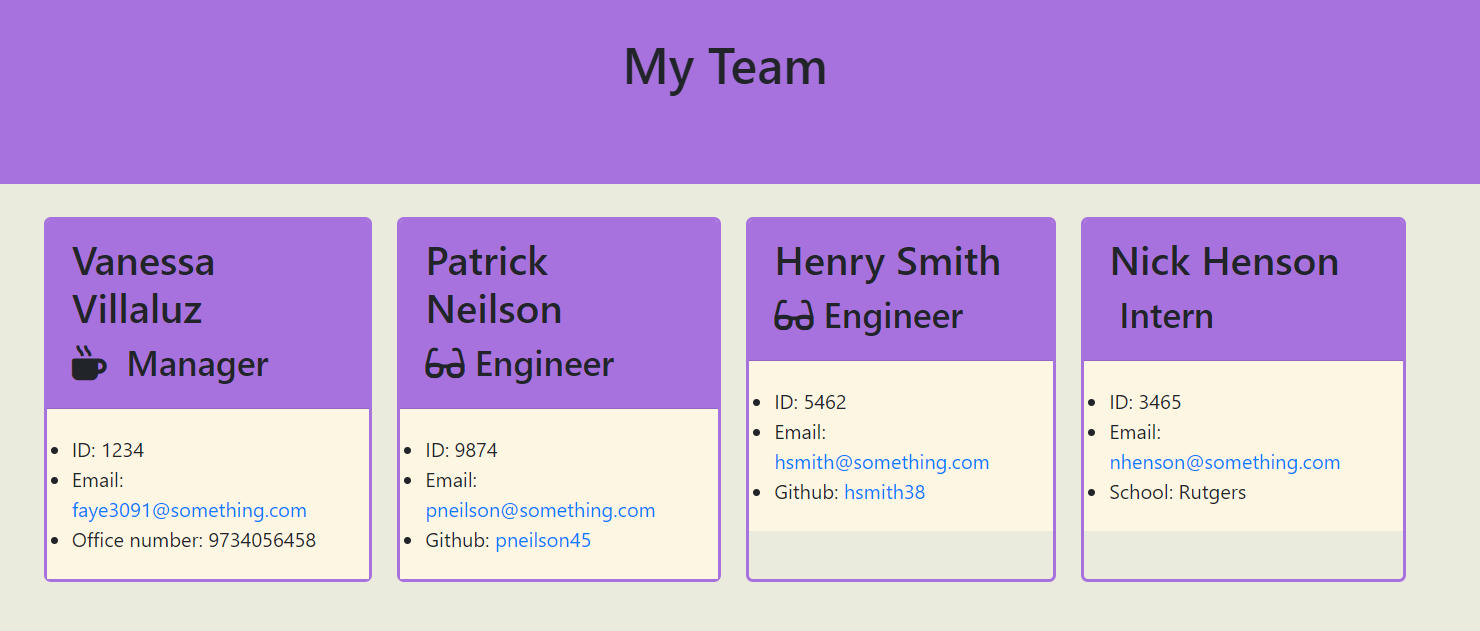 My Team
Vanessa
Villaluz
Manager
ID: 1234
Email:
faye3091@something.com
Office number: 9734056458
Patrick
Neilson
Engineer
ID: 9874
Email:
pneilson@something.com
Github: pneilson45
Henry Smith
Engineer
ID: 5462
Email:
hsmith@something.com
Github: hsmith38
Nick Henson
Intern
ID: 3465
Email:
nhenson@something.com
School: Rutgers